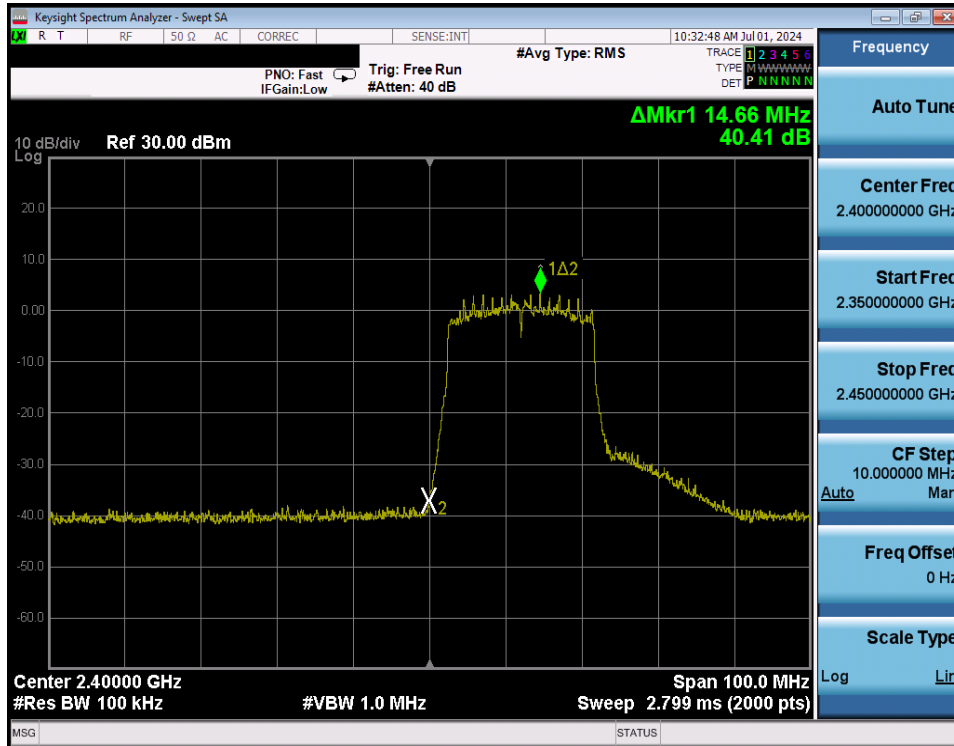 Keysight Spectrum Analyzer - Swept SA
LXI R T RF 50 Ω AC CORREC SENSE:INT 10:32:48 AM Jul 01, 2024
#Avg Type: RMS TRACE 1 2 3 4 5 6
PNO: Fast Trig: Free Run TYPE M W W W W W
IFGain:Low #Atten: 40 dB DET P N N N N N
ΔMkr1 14.66 MHz
40.41 dB
10 dB/div Ref 30.00 dBm
Log
20.0
10.0
1Δ2
0.00
-10.0
-20.0
-30.0
2
-40.0
-50.0
-60.0
Center 2.40000 GHz Span 100.0 MHz
#Res BW 100 kHz #VBW 1.0 MHz Sweep 2.799 ms (2000 pts)
MSG STATUS
Frequency
Auto Tune
Center Freq
2.400000000 GHz
Start Freq
2.350000000 GHz
Stop Freq
2.450000000 GHz
CF Step
10.000000 MHz
Auto Man
Freq Offset
0 Hz
Scale Type
Log Lin